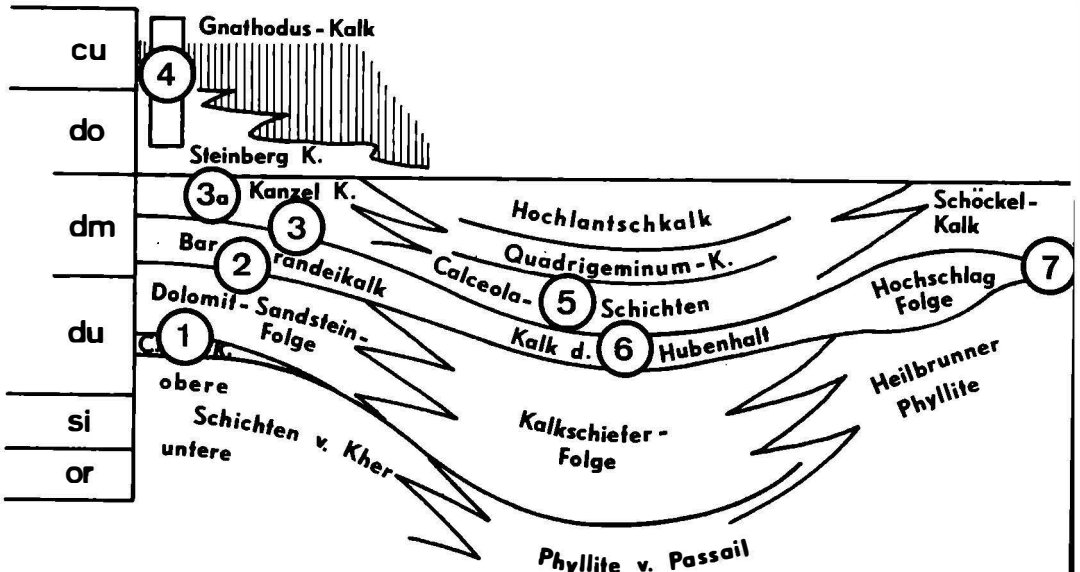 cu
do
dm
du
si
or
Gnathodus-Kalk
4
Steinberg K.
3a
Kanzel K.
3
Barrandeikalk
2
Dolomit-Sandstein-
Folge
1
K.
obere
Schichten v. Kher
untere
Hochlantschkalk
Quadrigeminum-K.
Calceola-
5
Schichten
Kalk d.
6
Hubenhalt
Kalkschiefer-
Folge
Phyllite v. Passail
Schöckel-
Kalk
7
Hochschlag
Folge
Heilbrunner
Phyllite